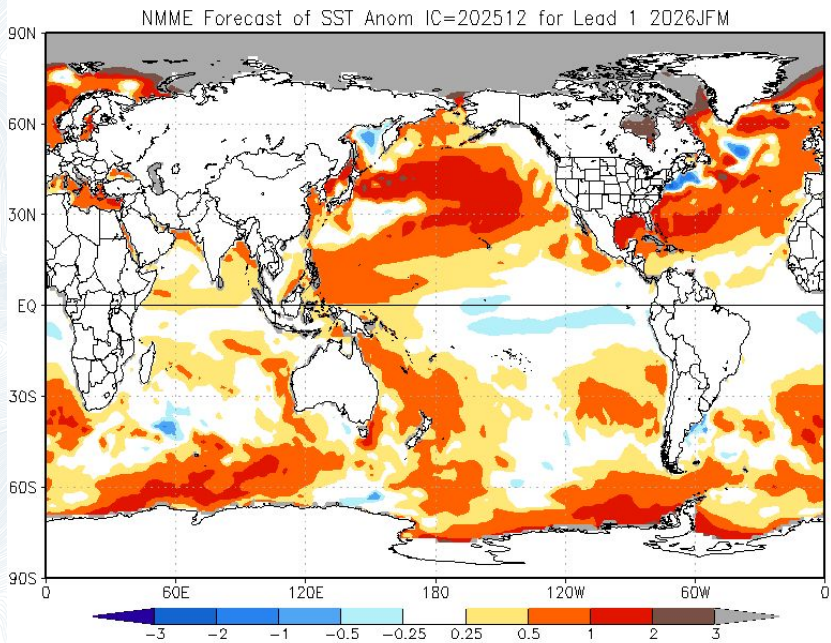 NMME Forecast of SST Anom IC=202512 for Lead 1 2026JFM
90N
60N
30N
EQ
30S
60S
90S
0 60E 120E 180 120W 60W 0
-3 -2 -1 -0.5 -0.25 0.25 0.5 1 2 3